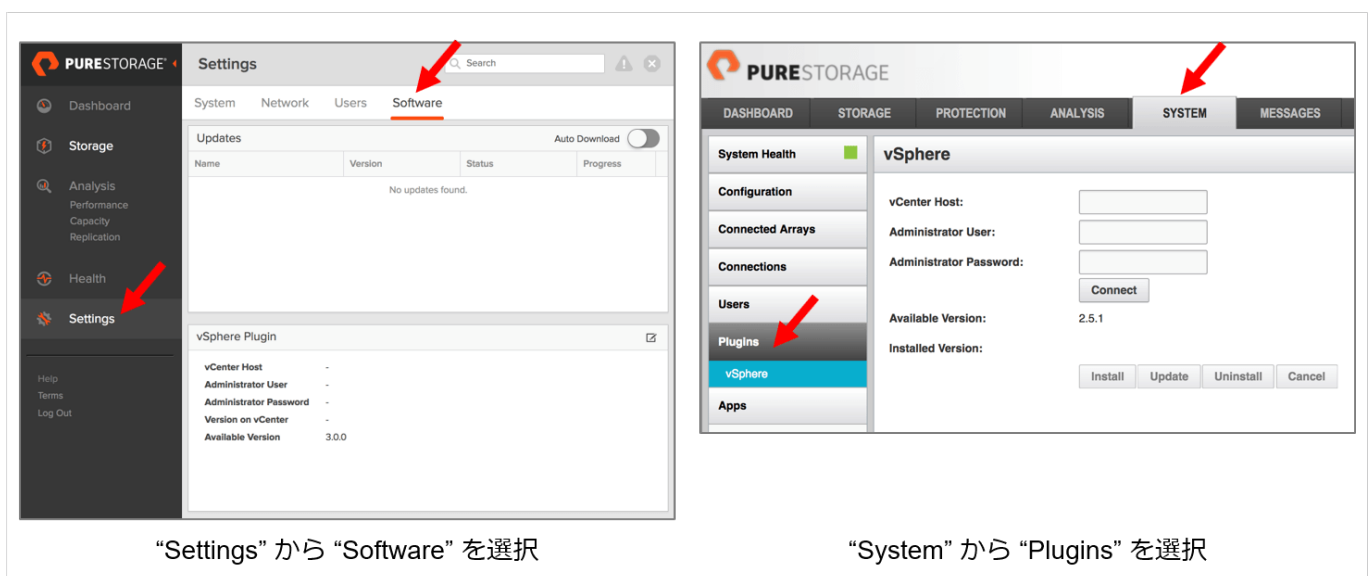 PURESTORAGE®
Settings
Search
Dashboard
System Network Users Software
Storage
Updates
Auto Download
Name Version Status Progress
No updates found.
Analysis
Performance
Capacity
Replication
Health
Settings
vSphere Plugin
vCenter Host -
Administrator User -
Administrator Password -
Version on vCenter -
Available Version 3.0.0
Help
Terms
Log Out
“Settings” から “Software” を選択
PURESTORAGE
DASHBOARD STORAGE PROTECTION ANALYSIS SYSTEM MESSAGES
System Health
Configuration
Connected Arrays
Connections
Users
Plugins
vSphere
Apps
vSphere
vCenter Host:
Administrator User:
Administrator Password:
Connect
Available Version: 2.5.1
Installed Version:
Install Update Uninstall Cancel
“System” から “Plugins” を選択